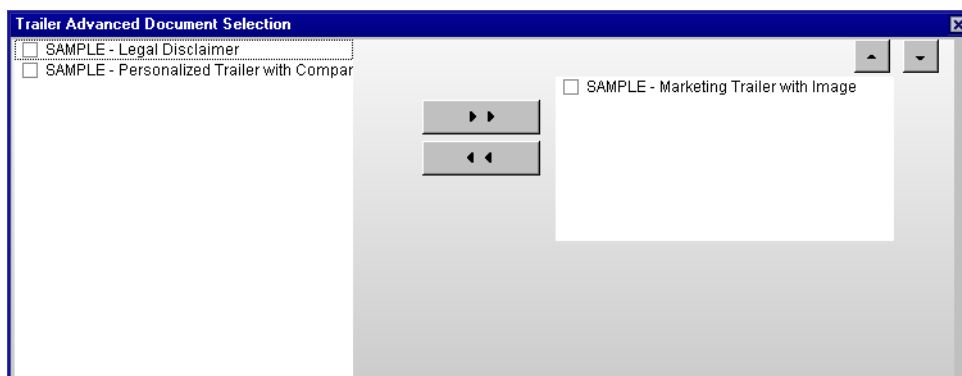 Trailer Advanced Document Selection
SAMPLE - Legal Disclaimer
SAMPLE - Personalized Trailer with Compar
SAMPLE - Marketing Trailer with Image